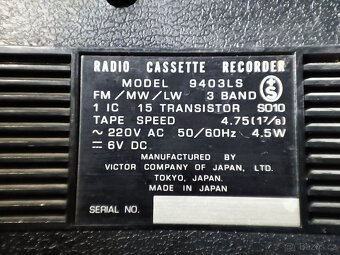 RADIO CASSETTE RECORDER
MODEL 9403LS
FM/MW/LW 3 BAND
1 IC 15 TRANSISTOR SO10
TAPE SPEED 4.75(17/8)
~220V AC 50/60Hz 4.5W
⎓ 6V DC
MANUFACTURED BY
VICTOR COMPANY OF JAPAN, LTD.
TOKYO, JAPAN.
MADE IN JAPAN
SERIAL NO.